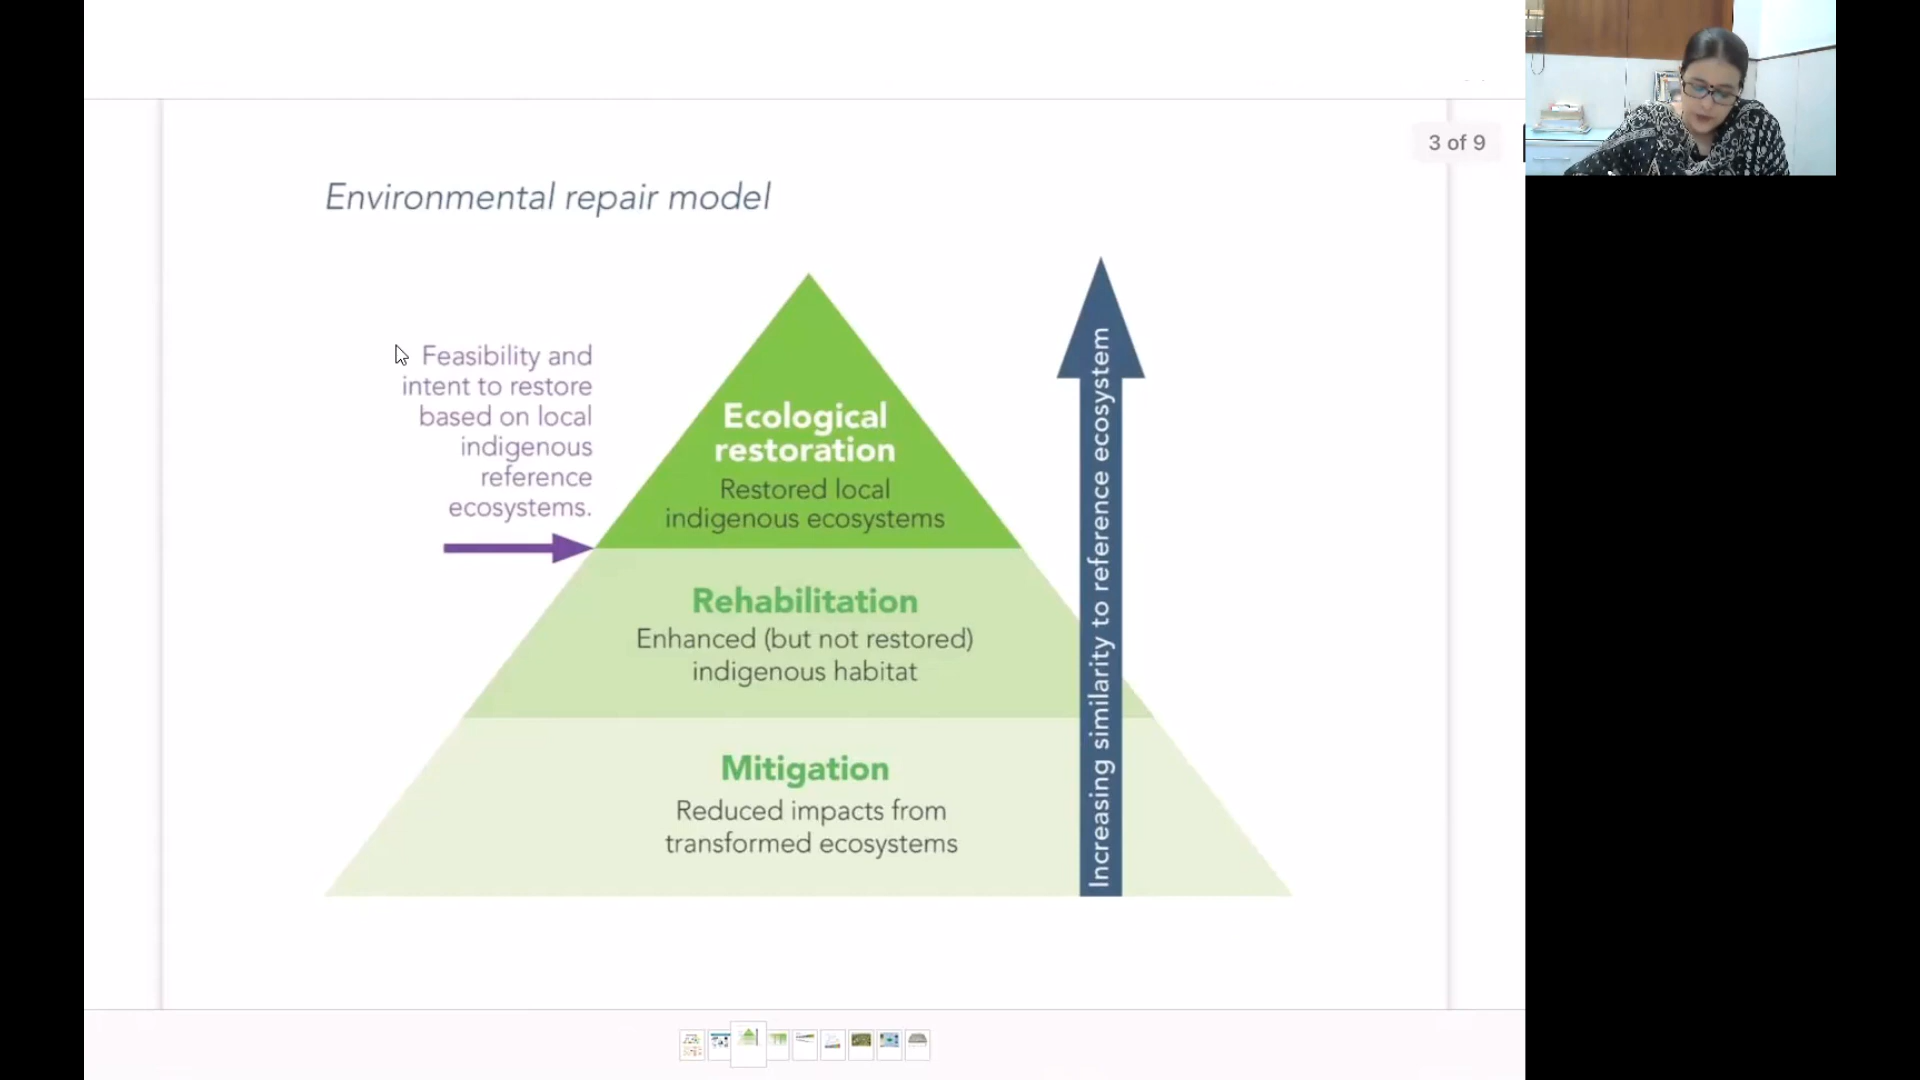 3 of 9
Environmental repair model
Feasibility and
intent to restore
based on local
indigenous
reference
ecosystems.
Ecological
restoration
Restored local
indigenous ecosystems
Rehabilitation
Enhanced (but not restored)
indigenous habitat
Mitigation
Reduced impacts from
transformed ecosystems
Increasing similarity to reference ecosystem